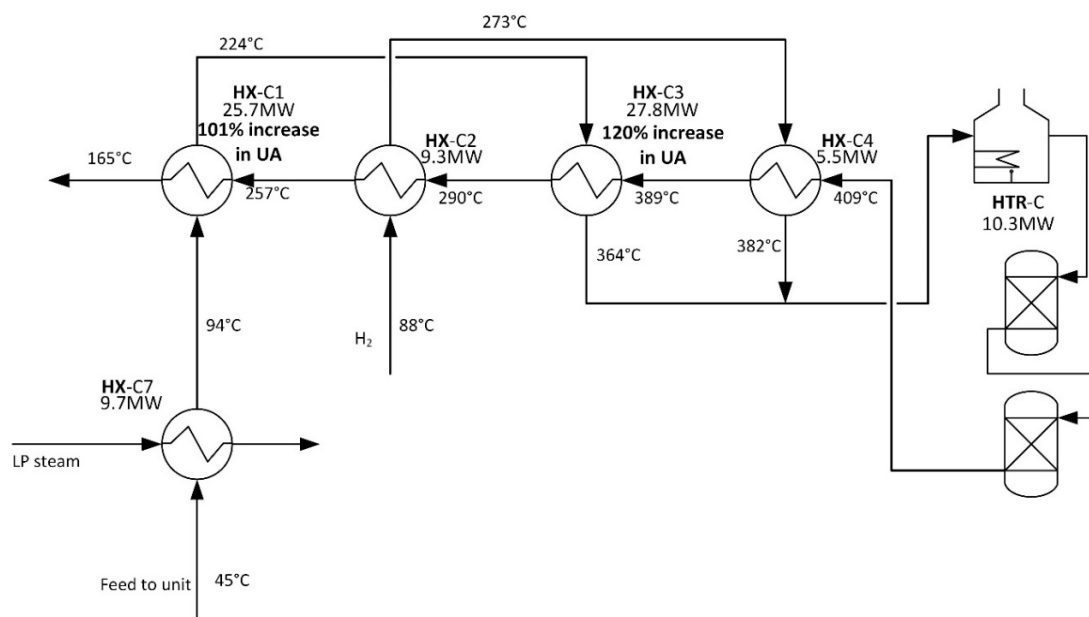 273°C
224°C
HX-C1
25.7MW
101% increase
in UA
HX-C2
9.3MW
HX-C3
27.8MW
120% increase
in UA
HX-C4
5.5MW
165°C
257°C
290°C
389°C
409°C
HTR-C
10.3MW
364°C
382°C
94°C
H₂
88°C
HX-C7
9.7MW
LP steam
Feed to unit
45°C